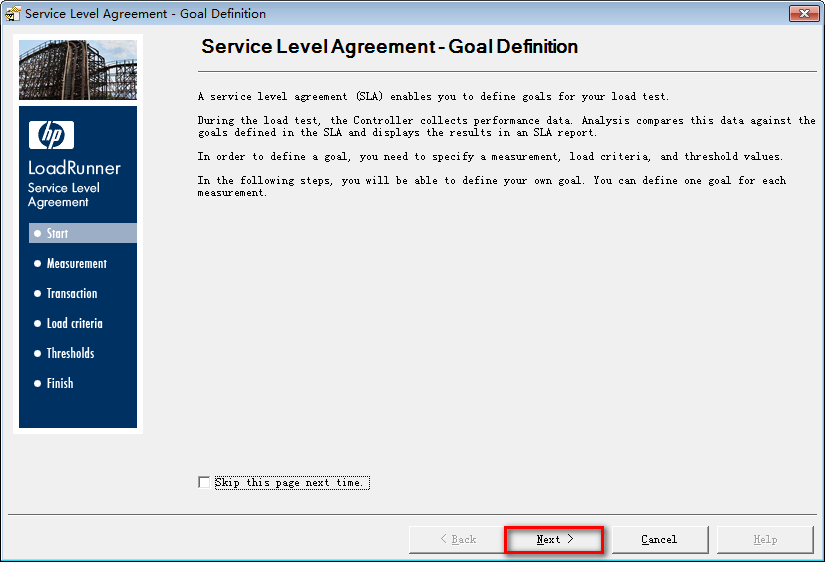 Service Level Agreement - Goal Definition
Service Level Agreement - Goal Definition
A service level agreement (SLA) enables you to define goals for your load test.
During the load test, the Controller collects performance data. Analysis compares this data against the
goals defined in the SLA and displays the results in an SLA report.
In order to define a goal, you need to specify a measurement, load criteria, and threshold values.
In the following steps, you will be able to define your own goal. You can define one goal for each
measurement.
hp
LoadRunner
Service Level
Agreement
Start
Measurement
Transaction
Load criteria
Thresholds
Finish
Skip this page next time.
< Back
Next >
Cancel
Help